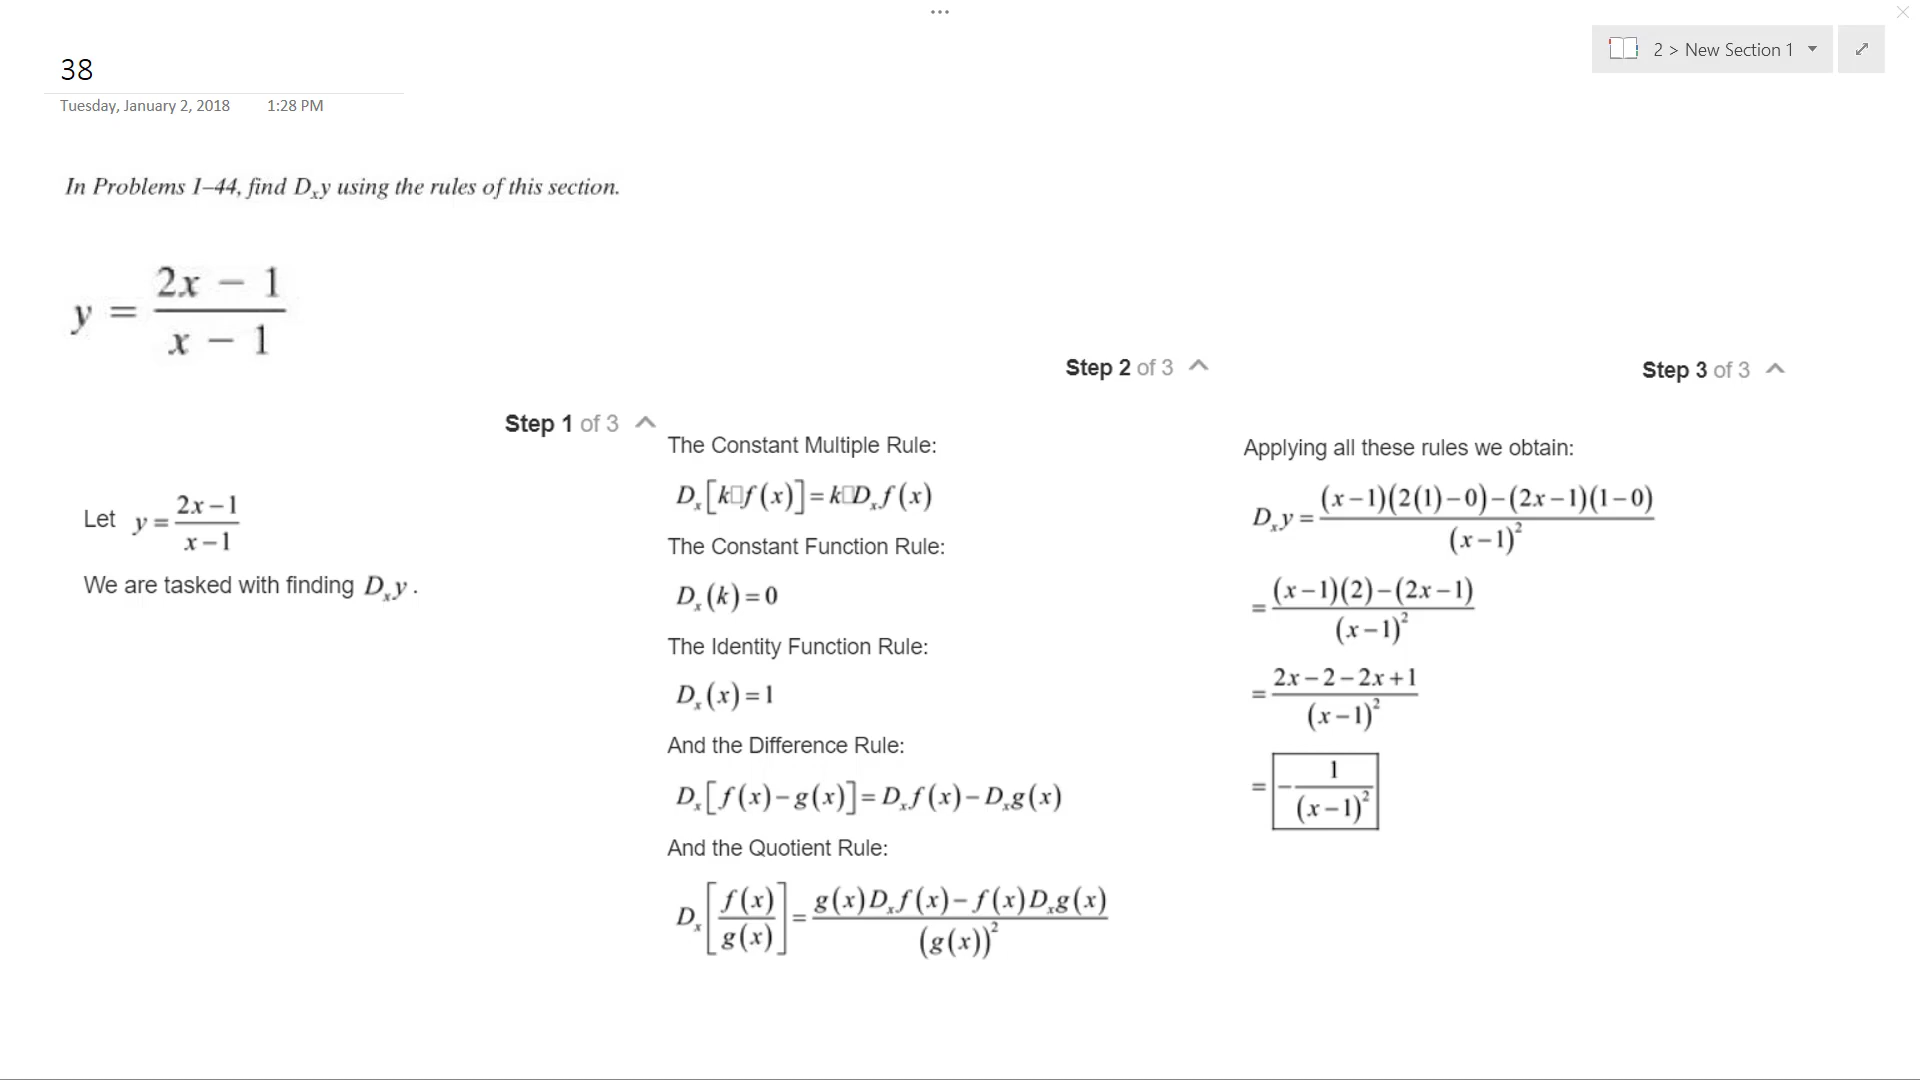 ...
38
2 > New Section 1
Tuesday, January 2, 2018 1:28 PM
In Problems 1–44, find Dₓy using the rules of this section.
y = (2x − 1)/(x − 1)
Step 1 of 3
Let y = (2x−1)/(x−1)
We are tasked with finding Dₓy.
Step 2 of 3
The Constant Multiple Rule:
Dₓ[k□f(x)] = k□Dₓf(x)
The Constant Function Rule:
Dₓ(k) = 0
The Identity Function Rule:
Dₓ(x) = 1
And the Difference Rule:
Dₓ[f(x) − g(x)] = Dₓf(x) − Dₓg(x)
And the Quotient Rule:
Dₓ[f(x)/g(x)] = (g(x)Dₓf(x) − f(x)Dₓg(x))/(g(x))²
Step 3 of 3
Applying all these rules we obtain:
Dₓy = ((x−1)(2(1)−0)−(2x−1)(1−0))/(x−1)²
= ((x−1)(2)−(2x−1))/(x−1)²
= (2x−2−2x+1)/(x−1)²
= −1/(x−1)²